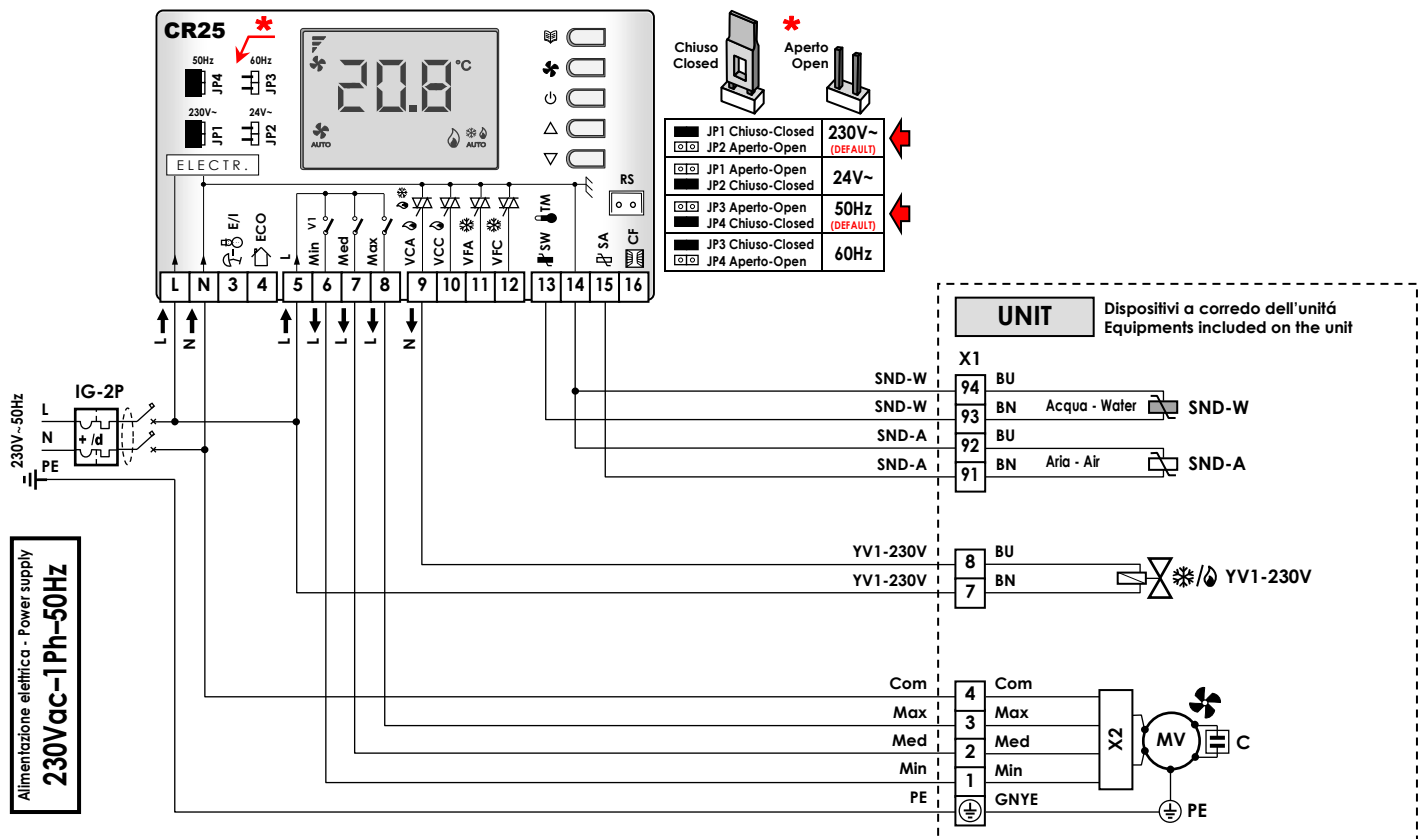 CR25
*
50Hz
JP4
60Hz
JP3
230V~
JP1
24V~
JP2
ELECTR.
20.8 °C
AUTO
AUTO
Chiuso
Closed
*
Aperto
Open
JP1 Chiuso-Closed
JP2 Aperto-Open
230V~
(DEFAULT)
JP1 Aperto-Open
JP2 Chiuso-Closed
24V~
JP3 Aperto-Open
JP4 Chiuso-Closed
50Hz
(DEFAULT)
JP3 Chiuso-Closed
JP4 Aperto-Open
60Hz
E/I
ECO
L
Min
V1
Med
Max
VCA
VCC
VFA
VFC
SW
TM
SA
RS
CF
L N 3 4 5 6 7 8 9 10 11 12 13 14 15 16
L N L L L L N
IG-2P
230V~50Hz
L
N
PE
+ /d
Alimentazione elettrica - Power supply
230Vac–1Ph–50Hz
UNIT
Dispositivi a corredo dell'unitá
Equipments included on the unit
X1
SND-W 94 BU
SND-W 93 BN
Acqua - Water
SND-W
SND-A 92 BU
SND-A 91 BN
Aria - Air
SND-A
YV1-230V 8 BU
YV1-230V 7 BN
/ YV1-230V
Com 4 Com
Max 3 Max
Med 2 Med
Min 1 Min
PE GNYE
X2
MV
C
PE